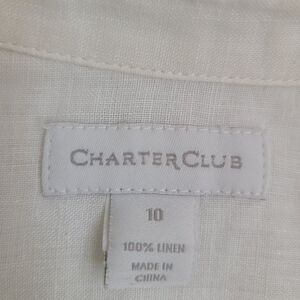 CHARTER CLUB
10
100% LINEN
MADE IN
CHINA